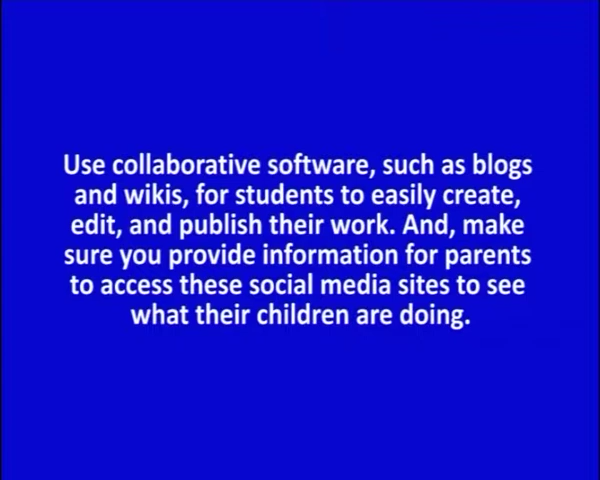 Use collaborative software, such as blogs
and wikis, for students to easily create,
edit, and publish their work. And, make
sure you provide information for parents
to access these social media sites to see
what their children are doing.